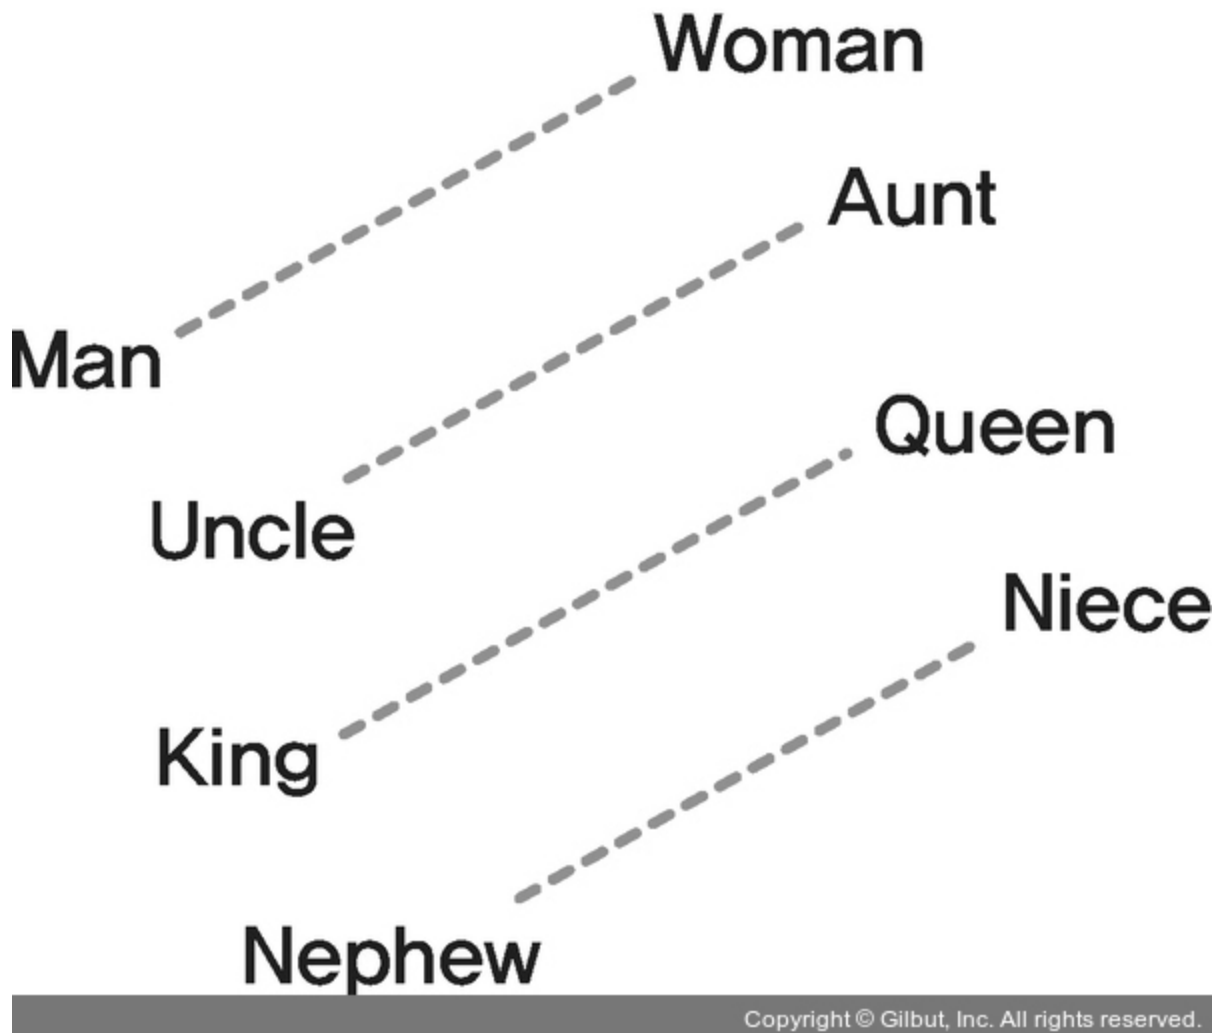 Woman
Aunt
Man
Queen
Uncle
Niece
King
Nephew
Copyright © Gilbut, Inc. All rights reserved.